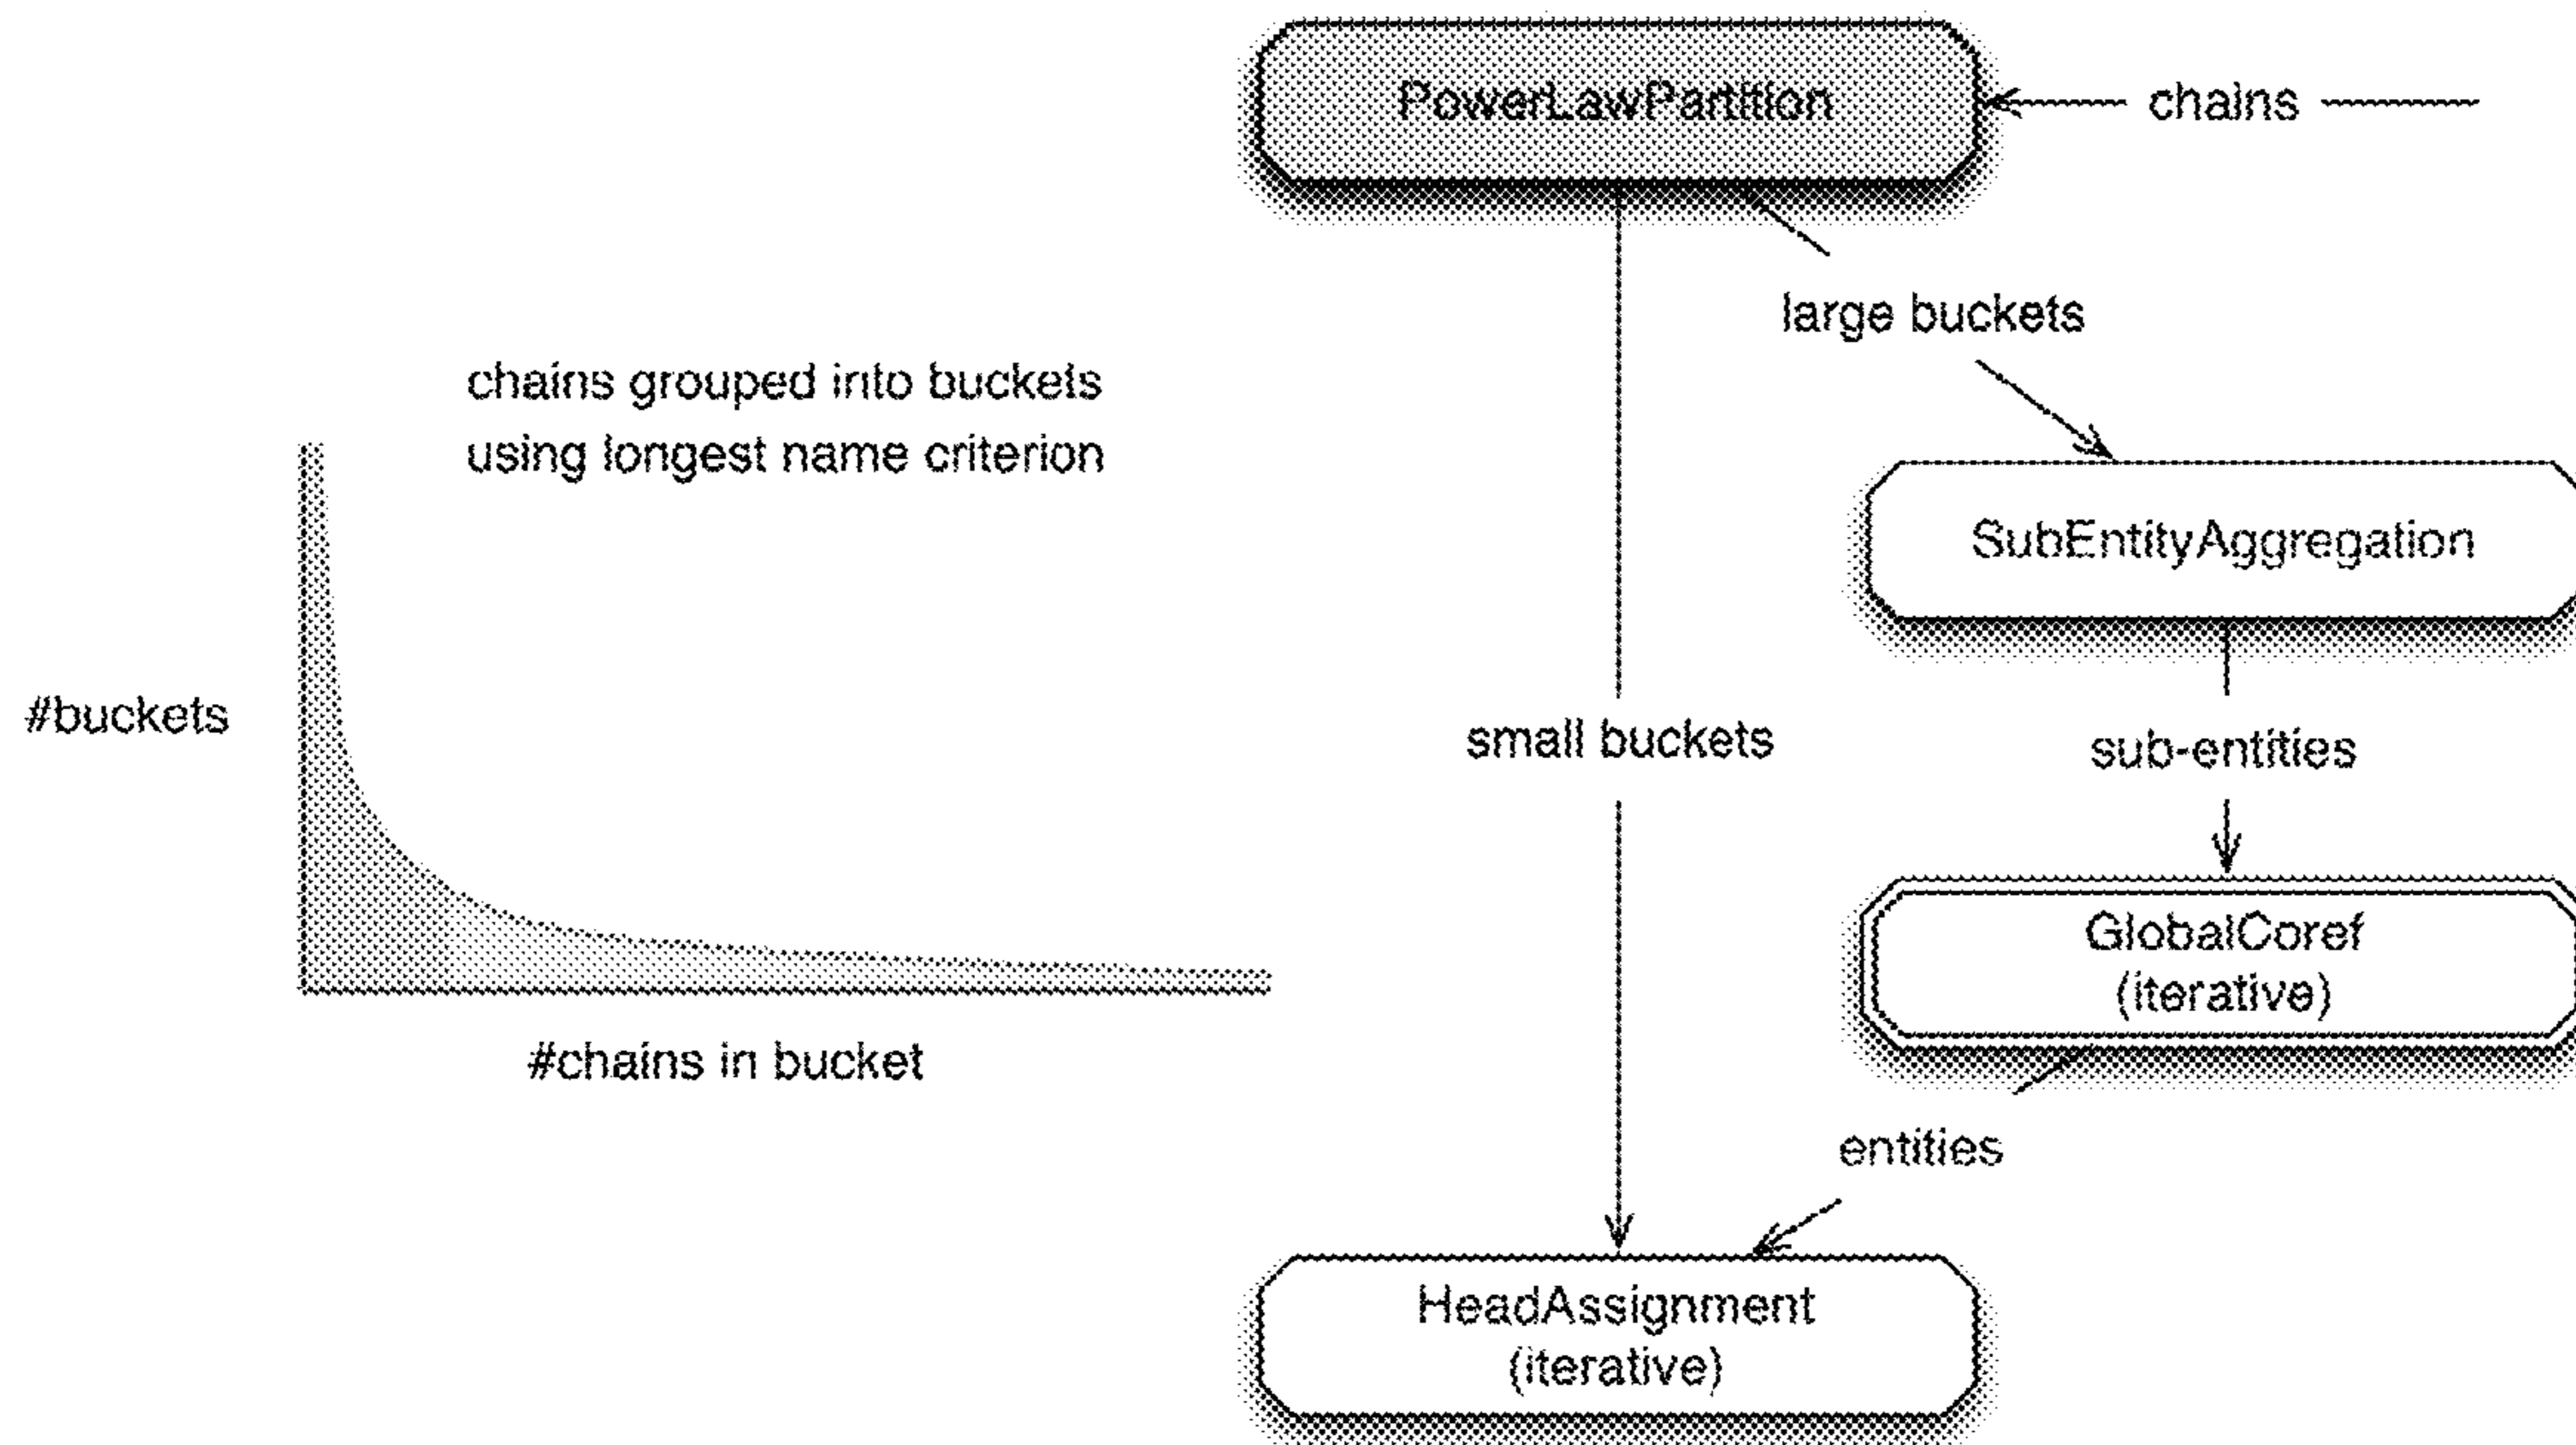 PowerLawPartition
chains
large buckets
chains grouped into buckets
using longest name criterion
SubEntityAggregation
#buckets
small buckets
sub-entities
GlobalCoref
(iterative)
#chains in bucket
entities
HeadAssignment
(iterative)